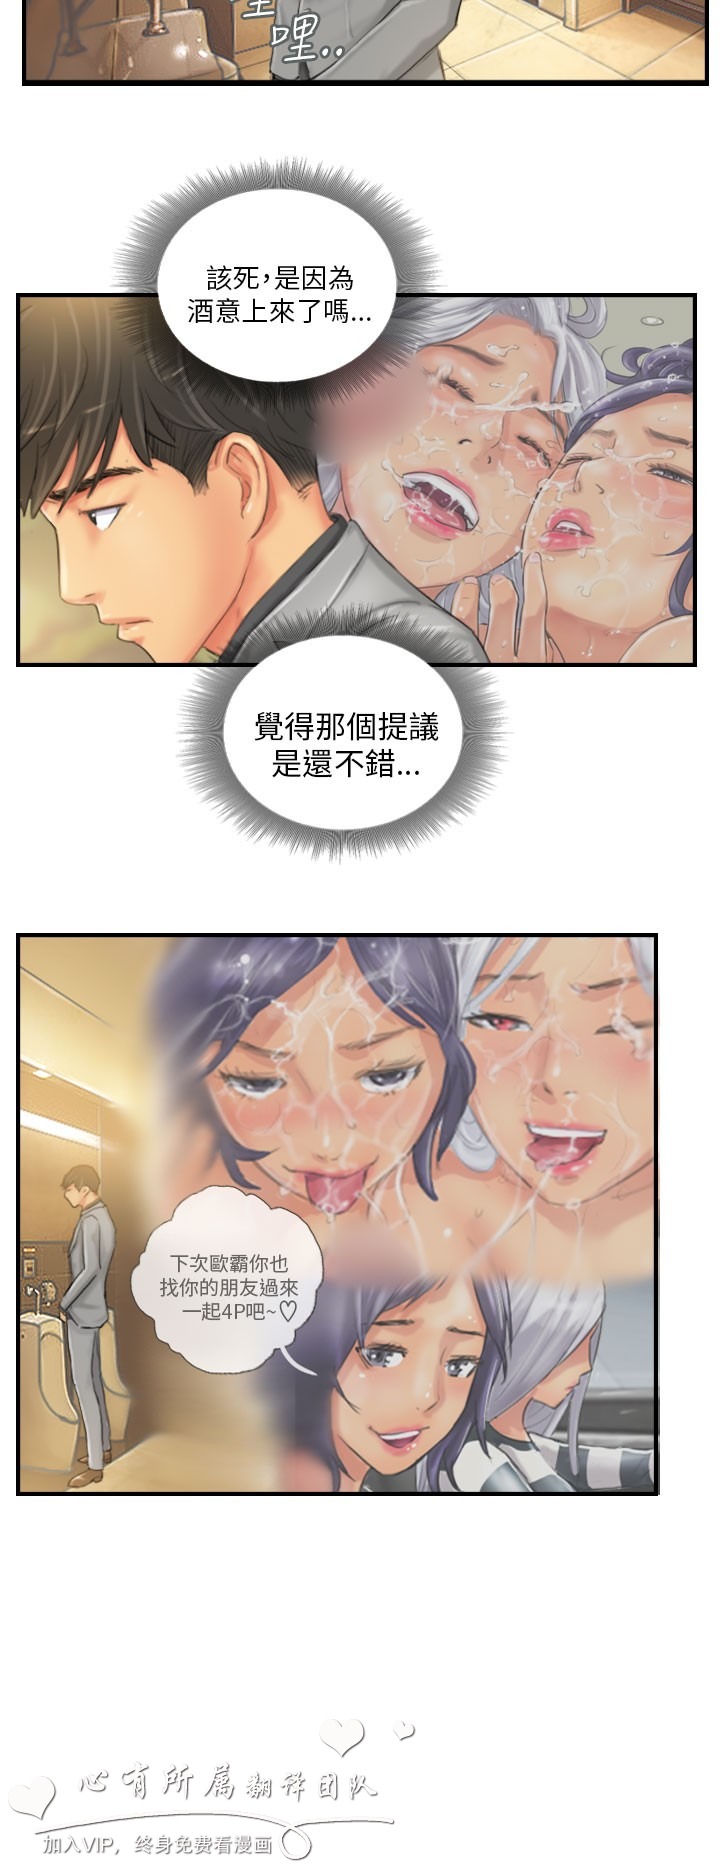 哩..
該死，是因為
酒意上來了嗎...
覺得那個提議
是還不錯...
下次歐霸你也
找你的朋友過來
一起4P吧~♡
心有所属翻译团队
加入VIP，终身免费看漫画